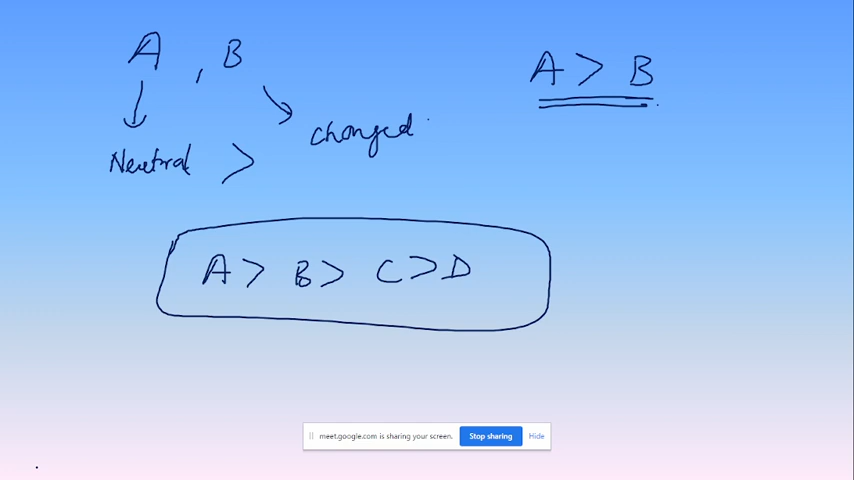 A , B
A > B
changed
Neutral >
A > B > C > D
meet.google.com is sharing your screen. Stop sharing Hide